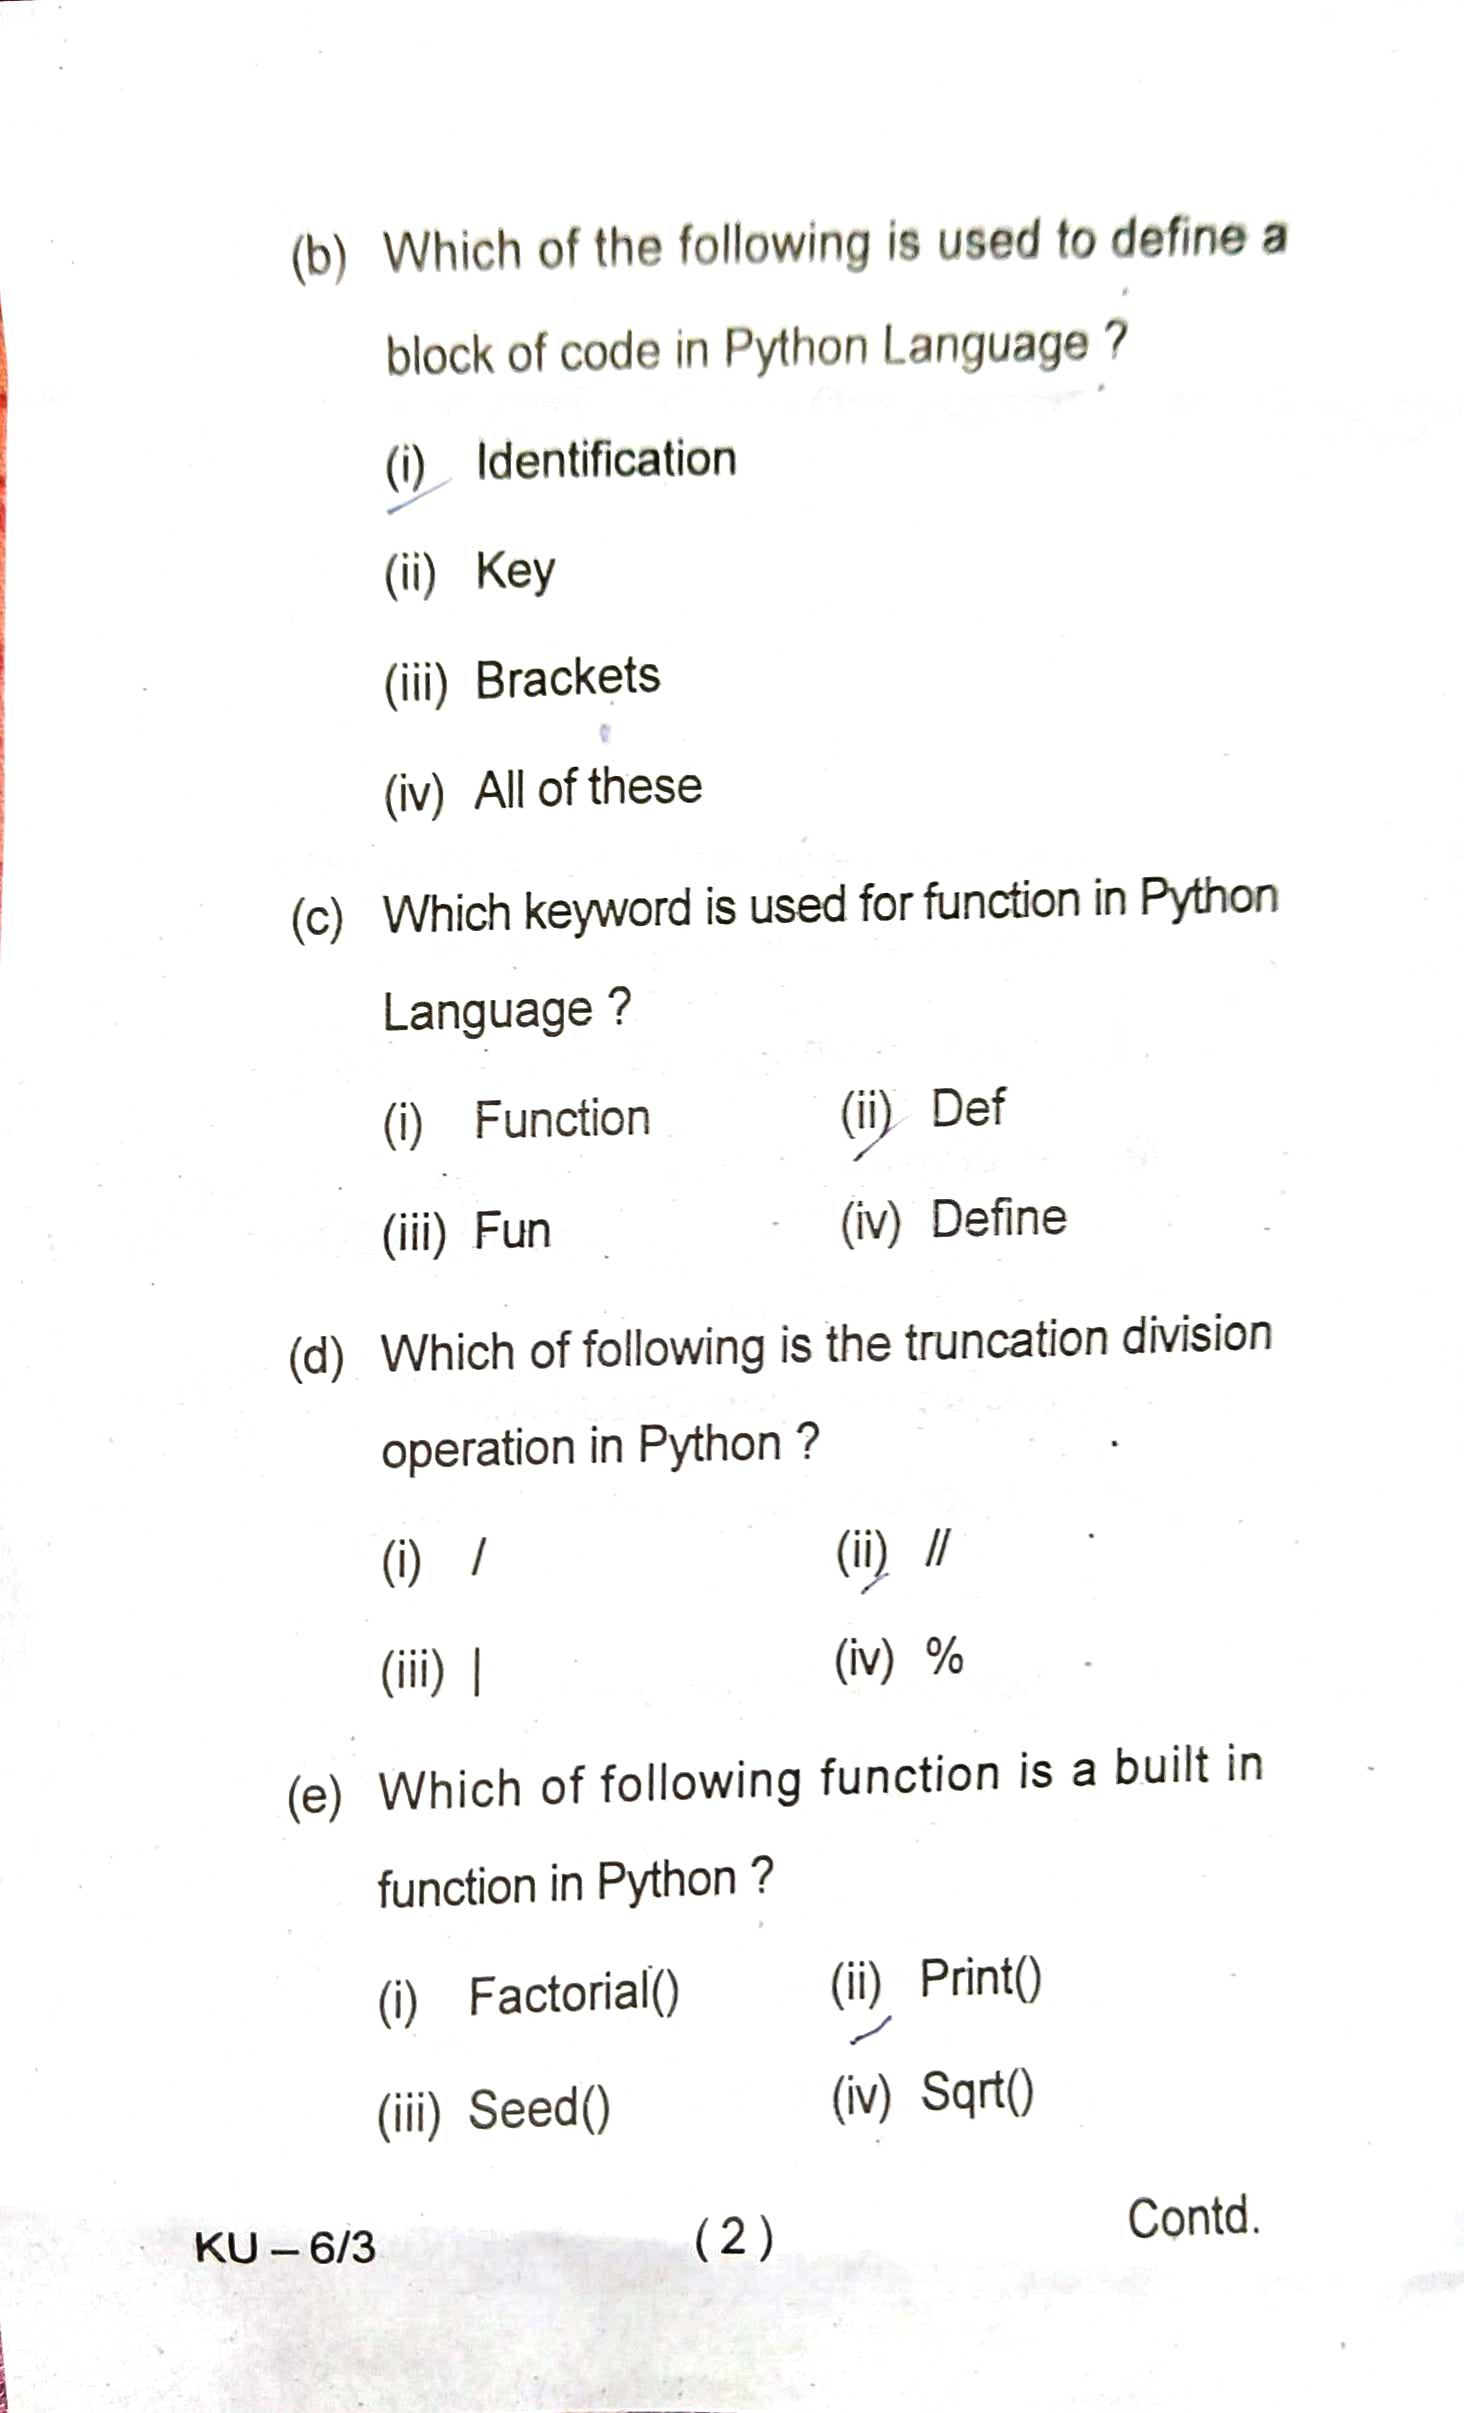 (b) Which of the following is used to define a
block of code in Python Language ?
(i) Identification
(ii) Key
(iii) Brackets
(iv) All of these
(c) Which keyword is used for function in Python
Language ?
(i) Function (ii) Def
(iii) Fun (iv) Define
(d) Which of following is the truncation division
operation in Python ?
(i) / (ii) //
(iii) | (iv) %
(e) Which of following function is a built in
function in Python ?
(i) Factorial() (ii) Print()
(iii) Seed() (iv) Sqrt()
KU – 6/3 (2) Contd.